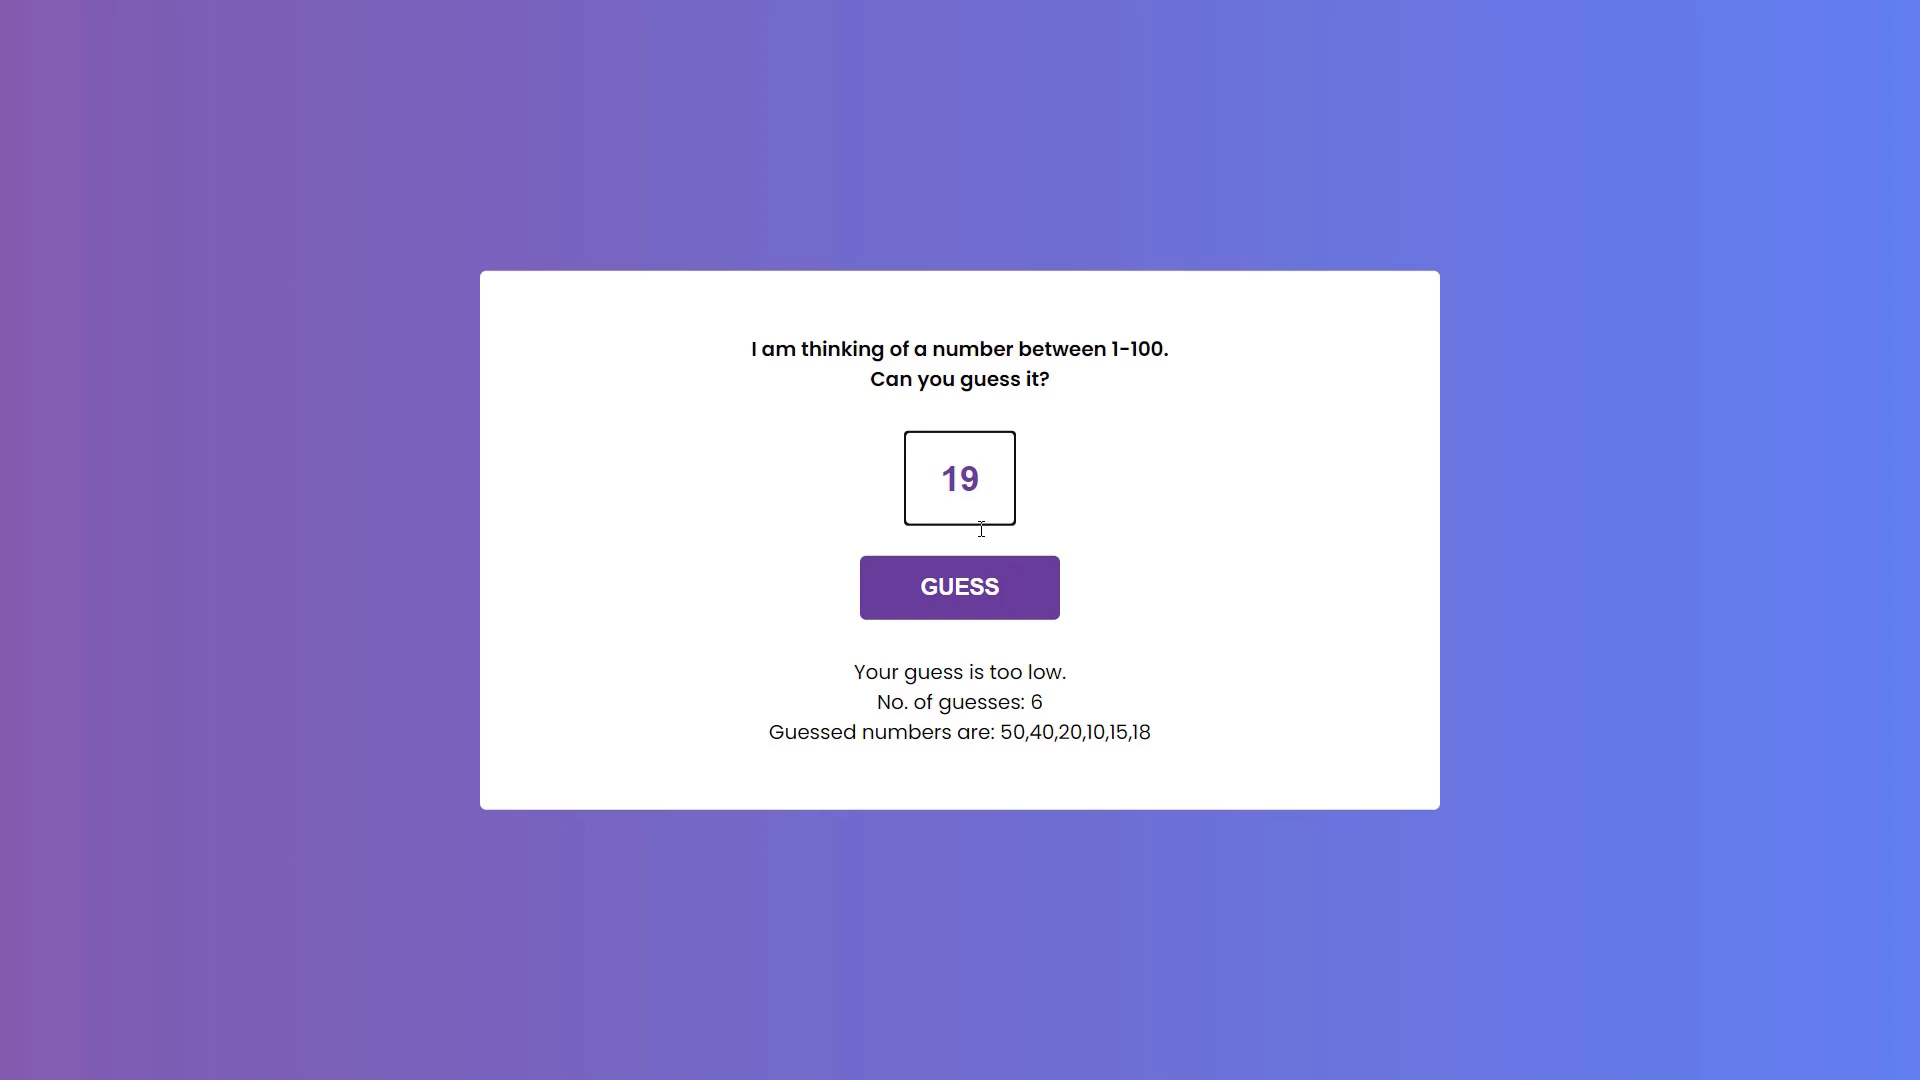 I am thinking of a number between 1-100.
Can you guess it?
19
GUESS
Your guess is too low.
No. of guesses: 6
Guessed numbers are: 50,40,20,10,15,18